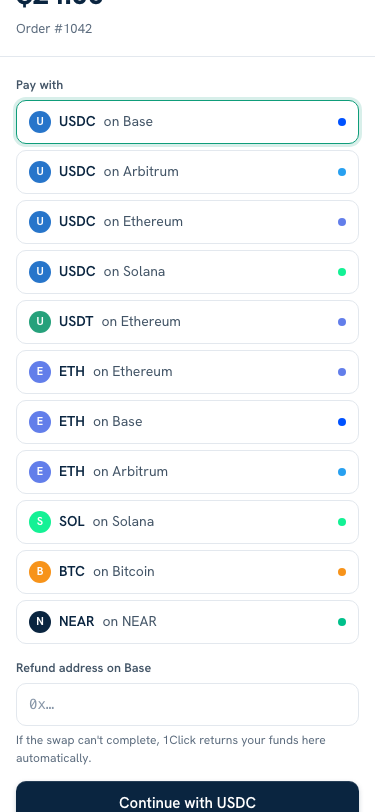 Order #1042
Pay with
U USDC on Base
U USDC on Arbitrum
U USDC on Ethereum
U USDC on Solana
U USDT on Ethereum
E ETH on Ethereum
E ETH on Base
E ETH on Arbitrum
S SOL on Solana
B BTC on Bitcoin
N NEAR on NEAR
Refund address on Base
0x…
If the swap can't complete, 1Click returns your funds here
automatically.
Continue with USDC